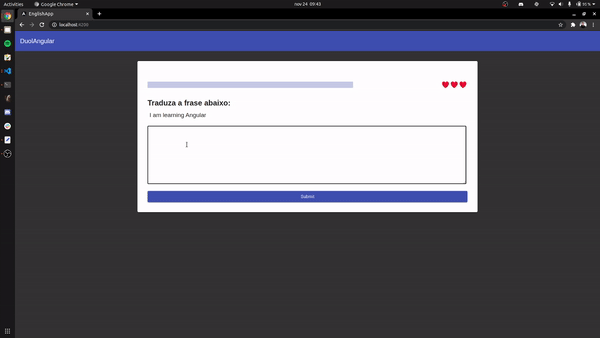 Activities
Google Chrome
nov 24 09:43
EnglishApp
localhost:4200
DuolAngular
Traduza a frase abaixo:
I am learning Angular
Submit